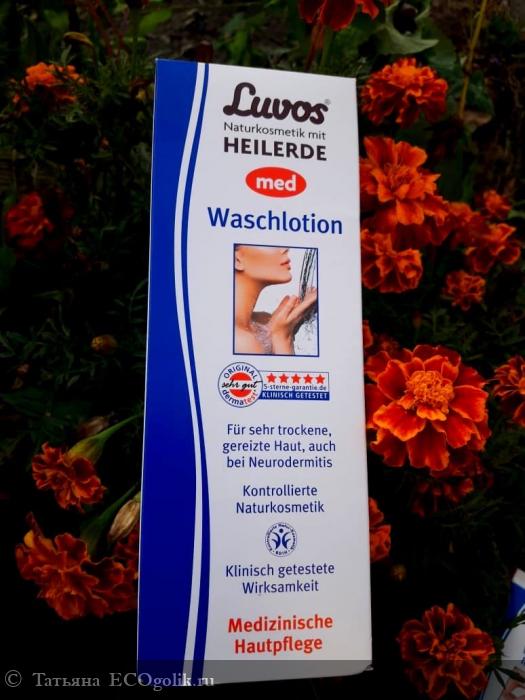 Luvos®
Naturkosmetik mit
HEILERDE
med
Waschlotion
ORIGINAL
sehr gut
dermatest
★★★★★
5-sterne-garantie.de
KLINISCH GETESTET
Für sehr trockene,
gereizte Haut, auch
bei Neurodermitis
Kontrollierte
Naturkosmetik
BDIH
Klinisch getestete
Wirksamkeit
Medizinische
Hautpflege
© Татьяна ECOgolik.ru